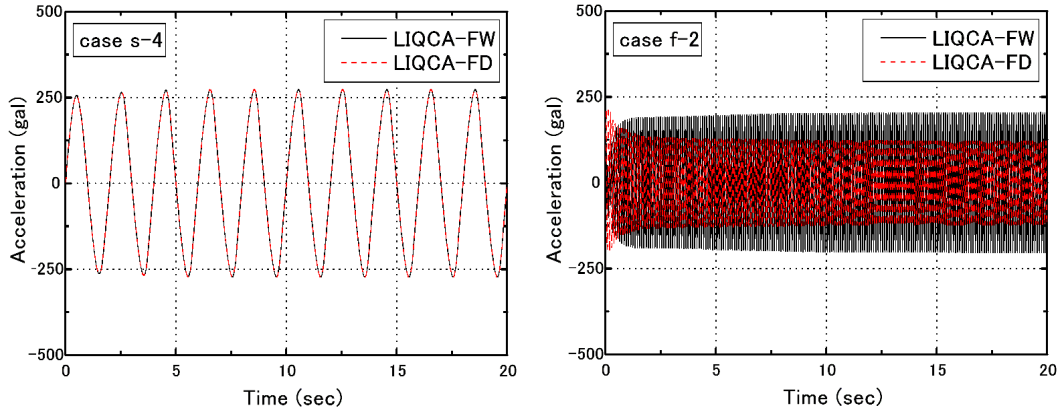 case s-4
LIQCA-FW
LIQCA-FD
Acceleration (gal)
500
250
0
-250
-500
0 5 10 15 20
Time (sec)
case f-2
LIQCA-FW
LIQCA-FD
Acceleration (gal)
500
250
0
-250
-500
0 5 10 15 20
Time (sec)